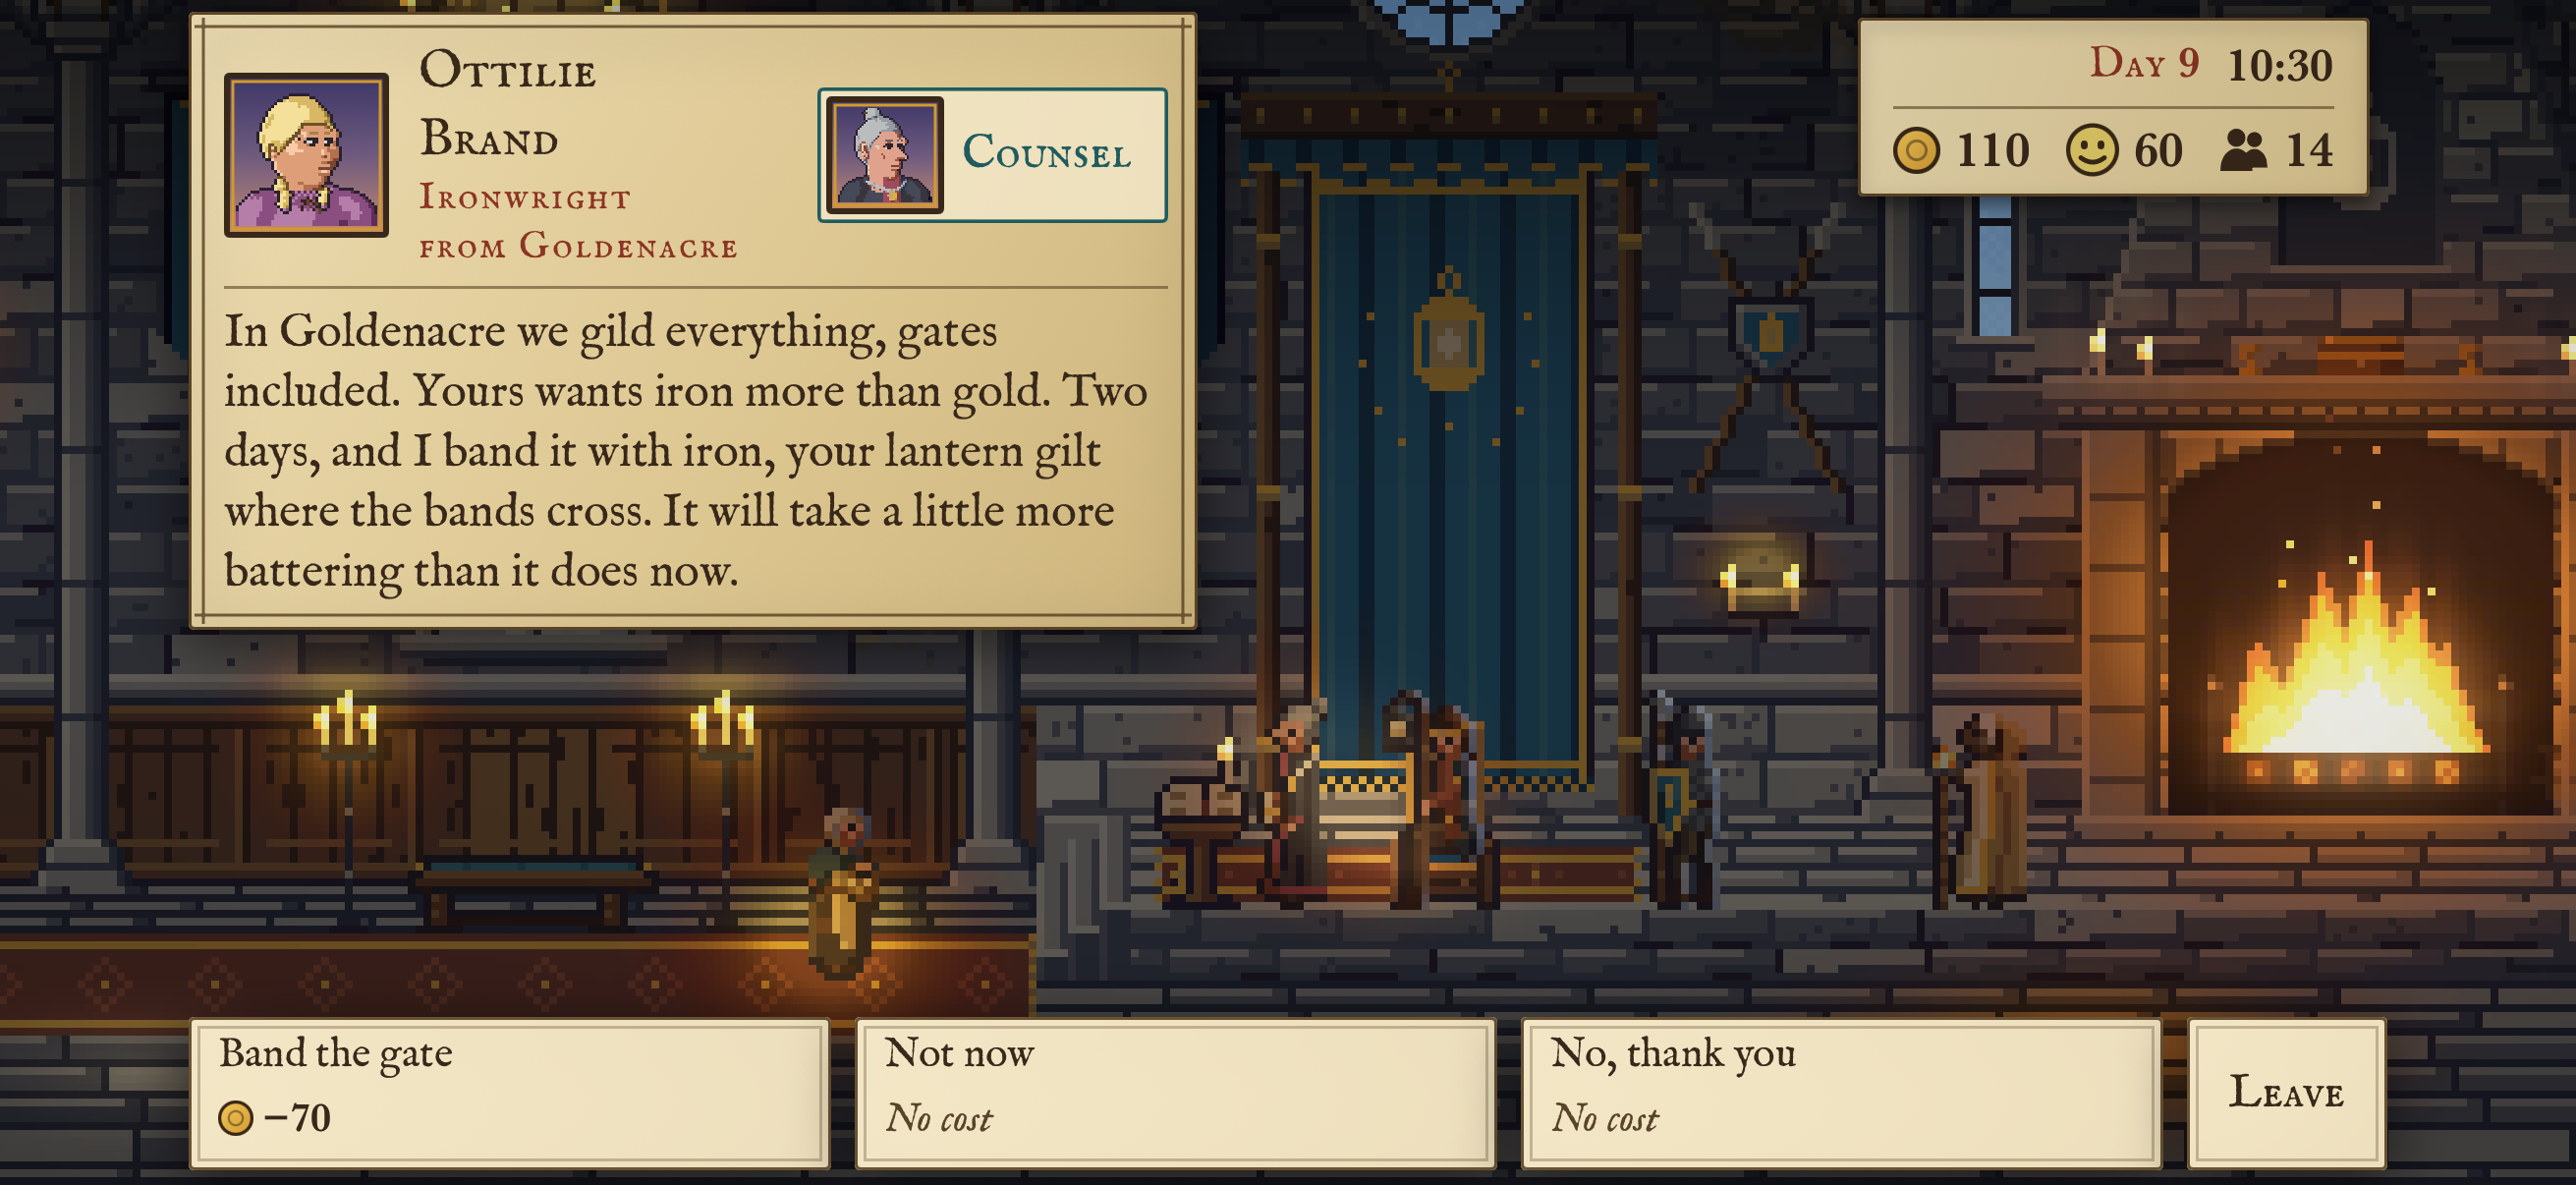 Ottilie
Brand
Ironwright
from Goldenacre
Counsel
In Goldenacre we gild everything, gates
included. Yours wants iron more than gold. Two
days, and I band it with iron, your lantern gilt
where the bands cross. It will take a little more
battering than it does now.
Day 9 10:30
110 60 14
Band the gate
−70
Not now
No cost
No, thank you
No cost
Leave